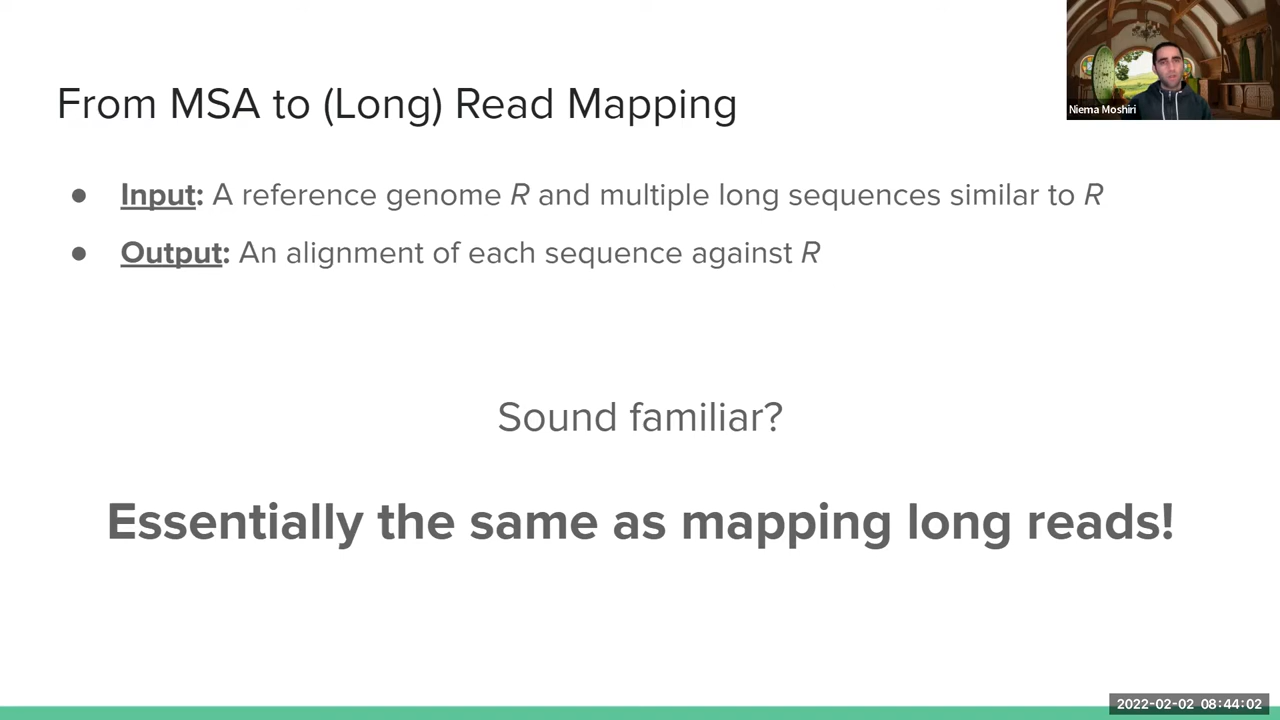 From MSA to (Long) Read Mapping
Niema Moshiri
● Input: A reference genome R and multiple long sequences similar to R
● Output: An alignment of each sequence against R
Sound familiar?
Essentially the same as mapping long reads!
2022-02-02 08:44:02